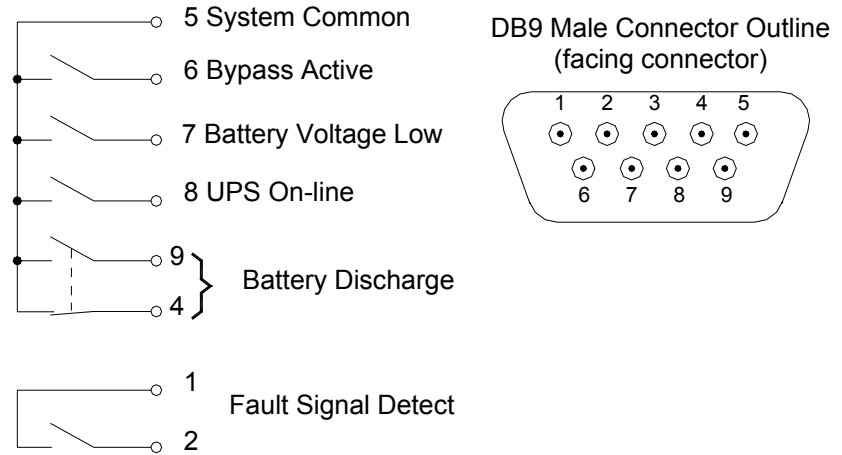 5 System Common
6 Bypass Active
7 Battery Voltage Low
8 UPS On-line
9
4
Battery Discharge
1
2
Fault Signal Detect
DB9 Male Connector Outline
(facing connector)
1 2 3 4 5
6 7 8 9